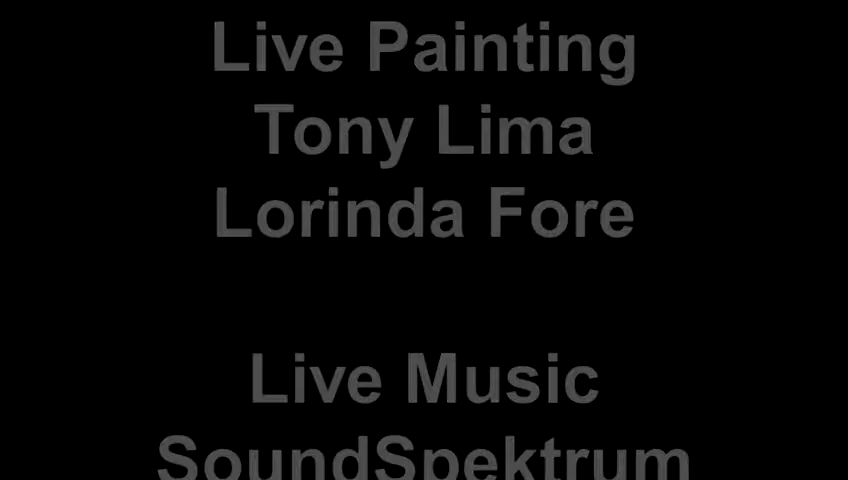 Live Painting
Tony Lima
Lorinda Fore
Live Music
SoundSpektrum